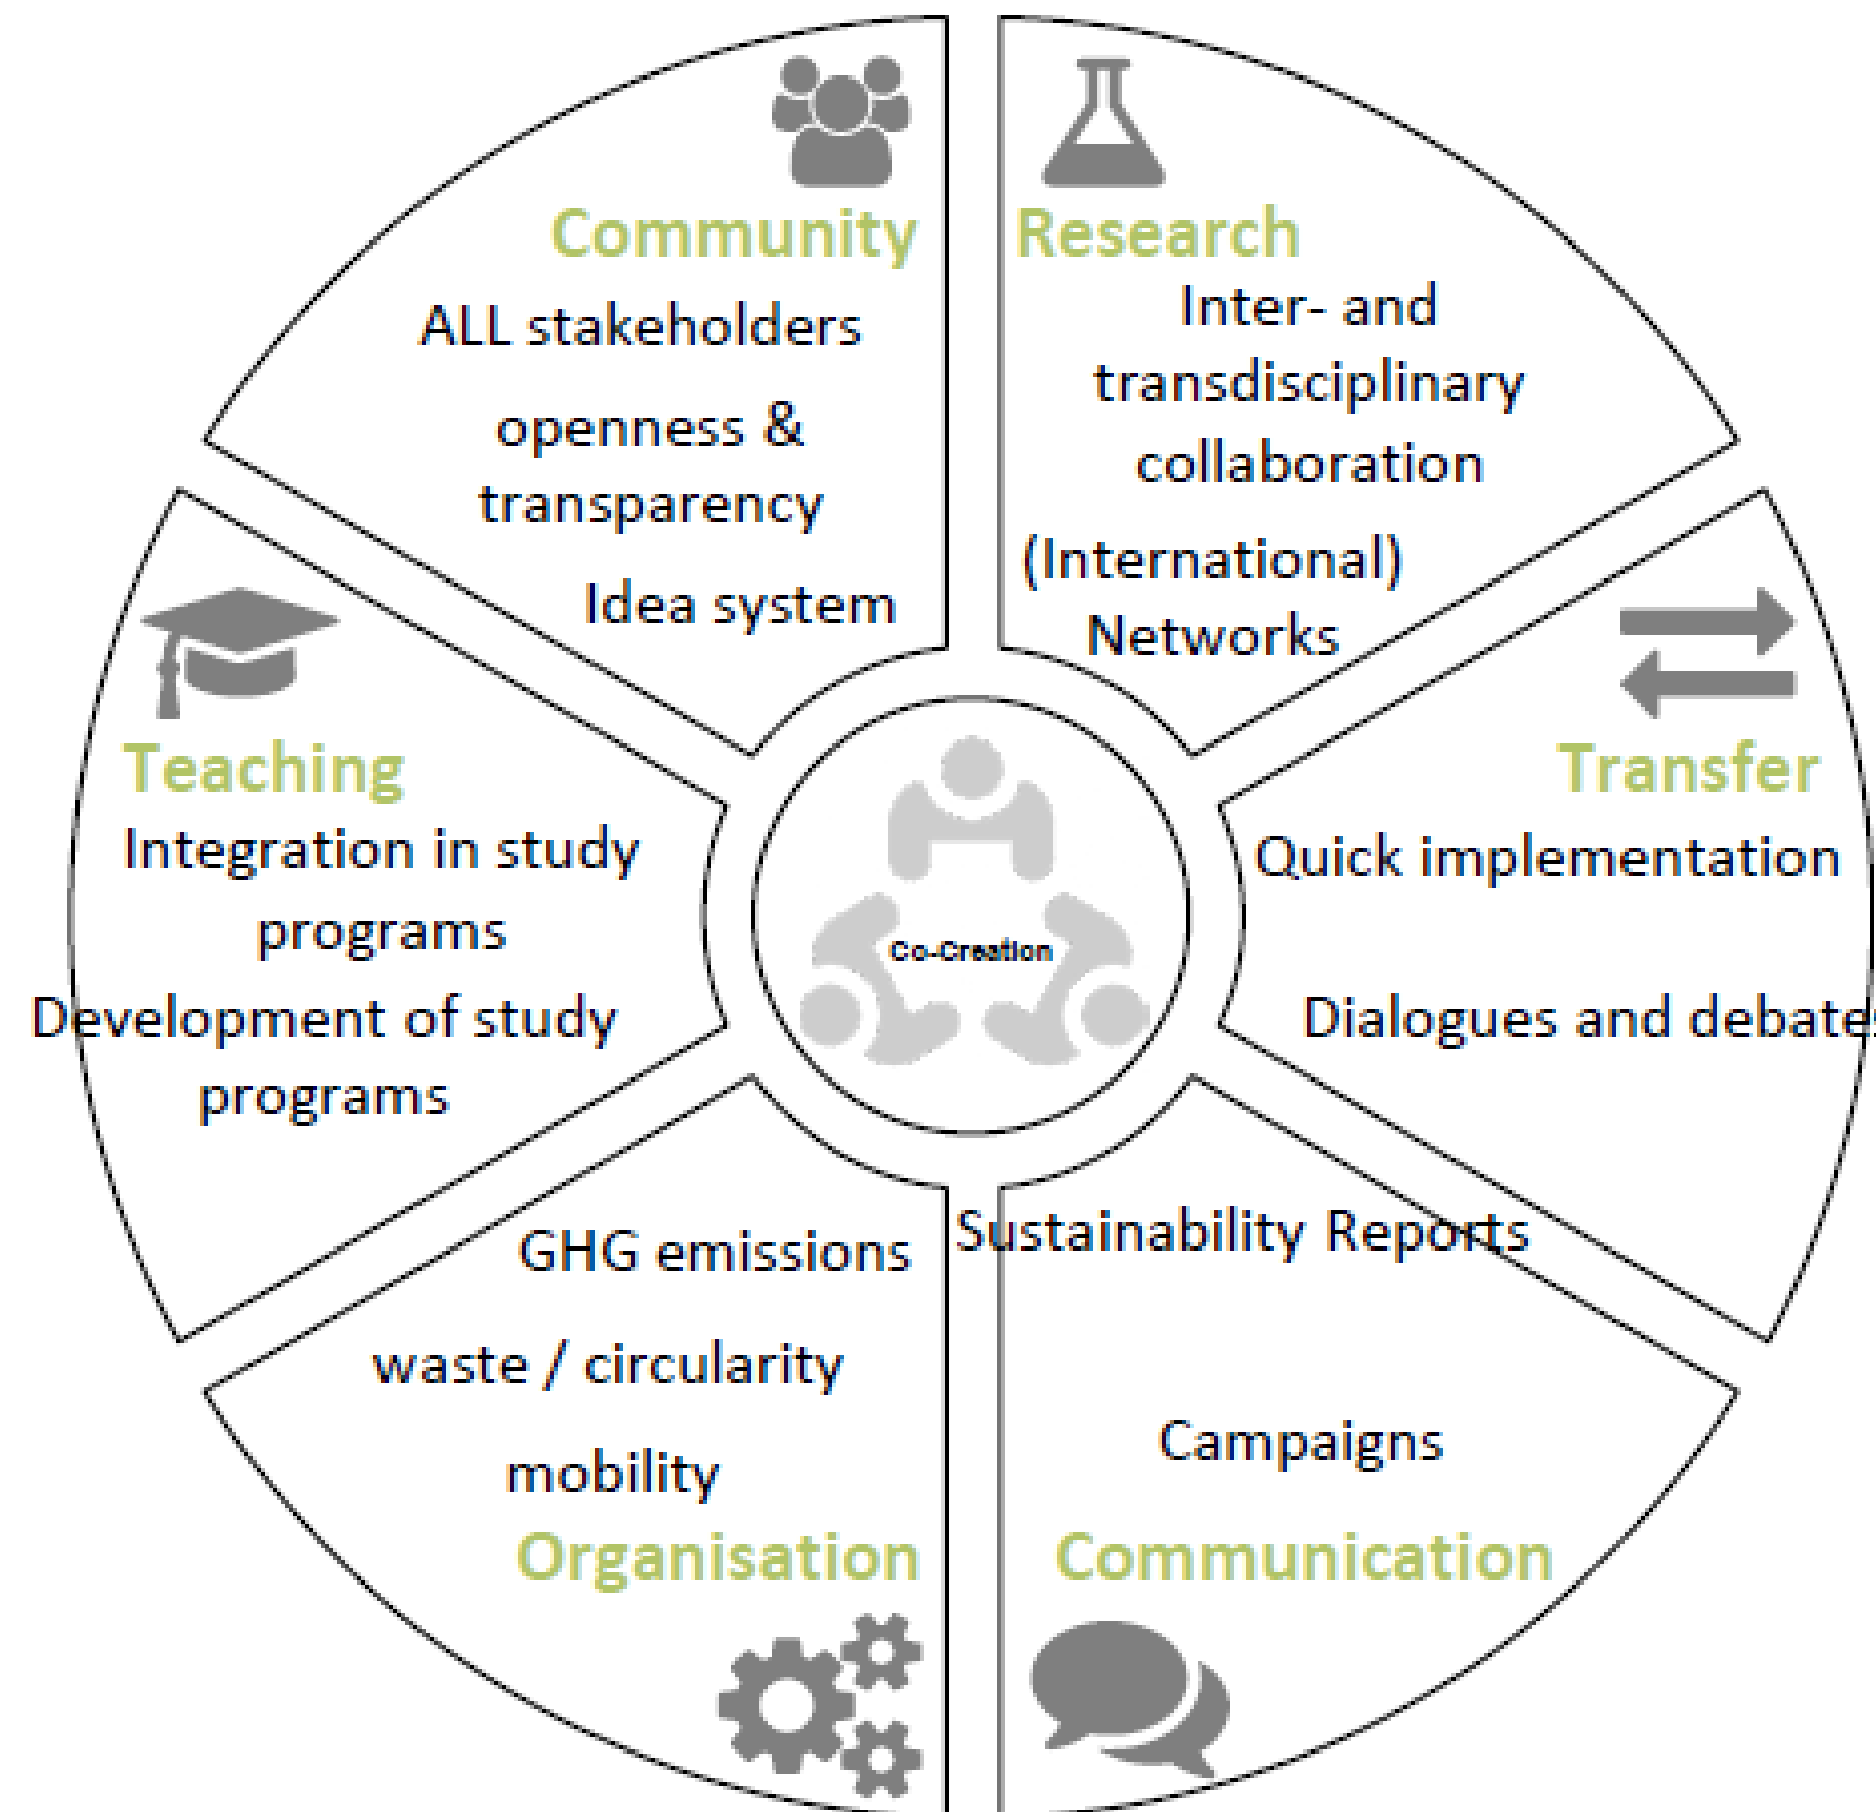 Community
ALL stakeholders
openness &
transparency
Idea system
Research
Inter- and
transdisciplinary
collaboration
(International)
Networks
Teaching
Integration in study
programs
Development of study
programs
Co-Creation
Transfer
Quick implementation
Dialogues and debates
GHG emissions
waste / circularity
mobility
Organisation
Sustainability Reports
Campaigns
Communication